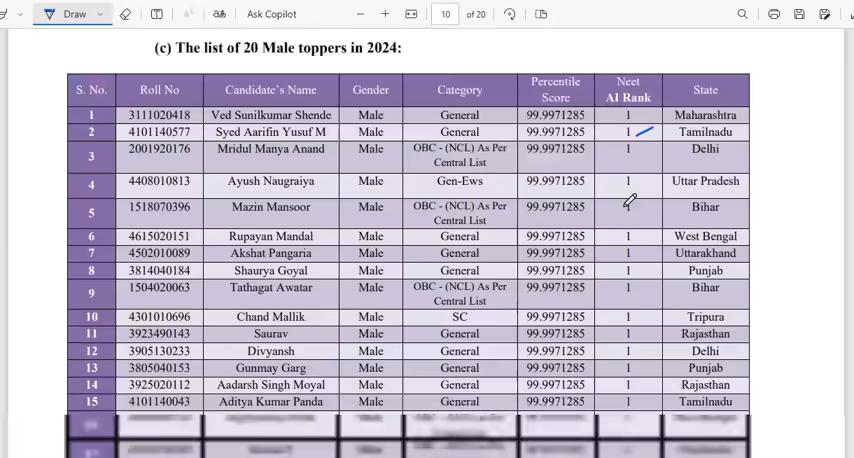 Draw
Ask Copilot
10 of 20
(c) The list of 20 Male toppers in 2024:
S. No. Roll No Candidate's Name Gender Category Percentile Score Neet AI Rank State
1 3111020418 Ved Sunilkumar Shende Male General 99.9971285 1 Maharashtra
2 4101140577 Syed Aarifin Yusuf M Male General 99.9971285 1 Tamilnadu
3 2001920176 Mridul Manya Anand Male OBC - (NCL) As Per Central List 99.9971285 1 Delhi
4 4408010813 Ayush Naugraiya Male Gen-Ews 99.9971285 1 Uttar Pradesh
5 1518070396 Mazin Mansoor Male OBC - (NCL) As Per Central List 99.9971285 1 Bihar
6 4615020151 Rupayan Mandal Male General 99.9971285 1 West Bengal
7 4502010089 Akshat Pangaria Male General 99.9971285 1 Uttarakhand
8 3814040184 Shaurya Goyal Male General 99.9971285 1 Punjab
9 1504020063 Tathagat Awatar Male OBC - (NCL) As Per Central List 99.9971285 1 Bihar
10 4301010696 Chand Mallik Male SC 99.9971285 1 Tripura
11 3923490143 Saurav Male General 99.9971285 1 Rajasthan
12 3905130233 Divyansh Male General 99.9971285 1 Delhi
13 3805040153 Gunmay Garg Male General 99.9971285 1 Punjab
14 3925020112 Aadarsh Singh Moyal Male General 99.9971285 1 Rajasthan
15 4101140043 Aditya Kumar Panda Male General 99.9971285 1 Tamilnadu